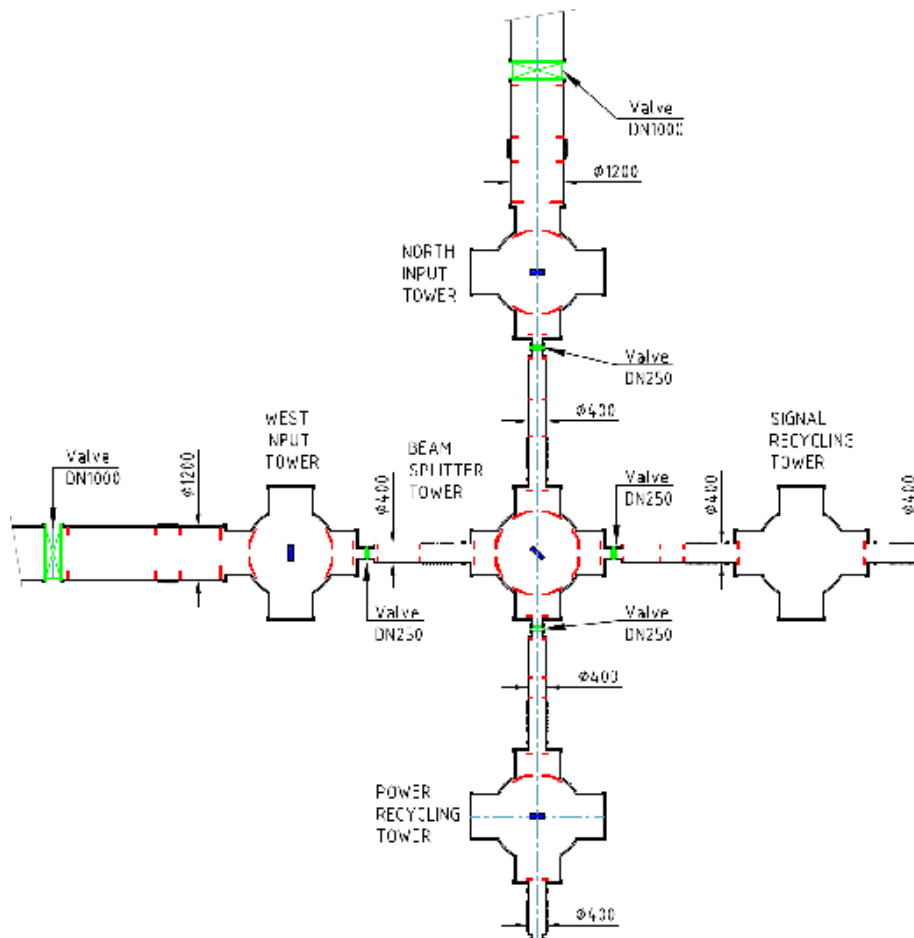 Valve
DN1000
Φ1200
NORTH
INPUT
TOWER
Valve
DN250
Φ400
WEST
INPUT
TOWER
SIGNAL
RECYCLING
TOWER
Valve
DN1000
Φ1200
BEAM
SPLITTER
TOWER
Φ400
Valve
DN250
Φ400
Φ400
Valve
DN250
Valve
DN250
Φ400
POWER
RECYCLING
TOWER
Φ400